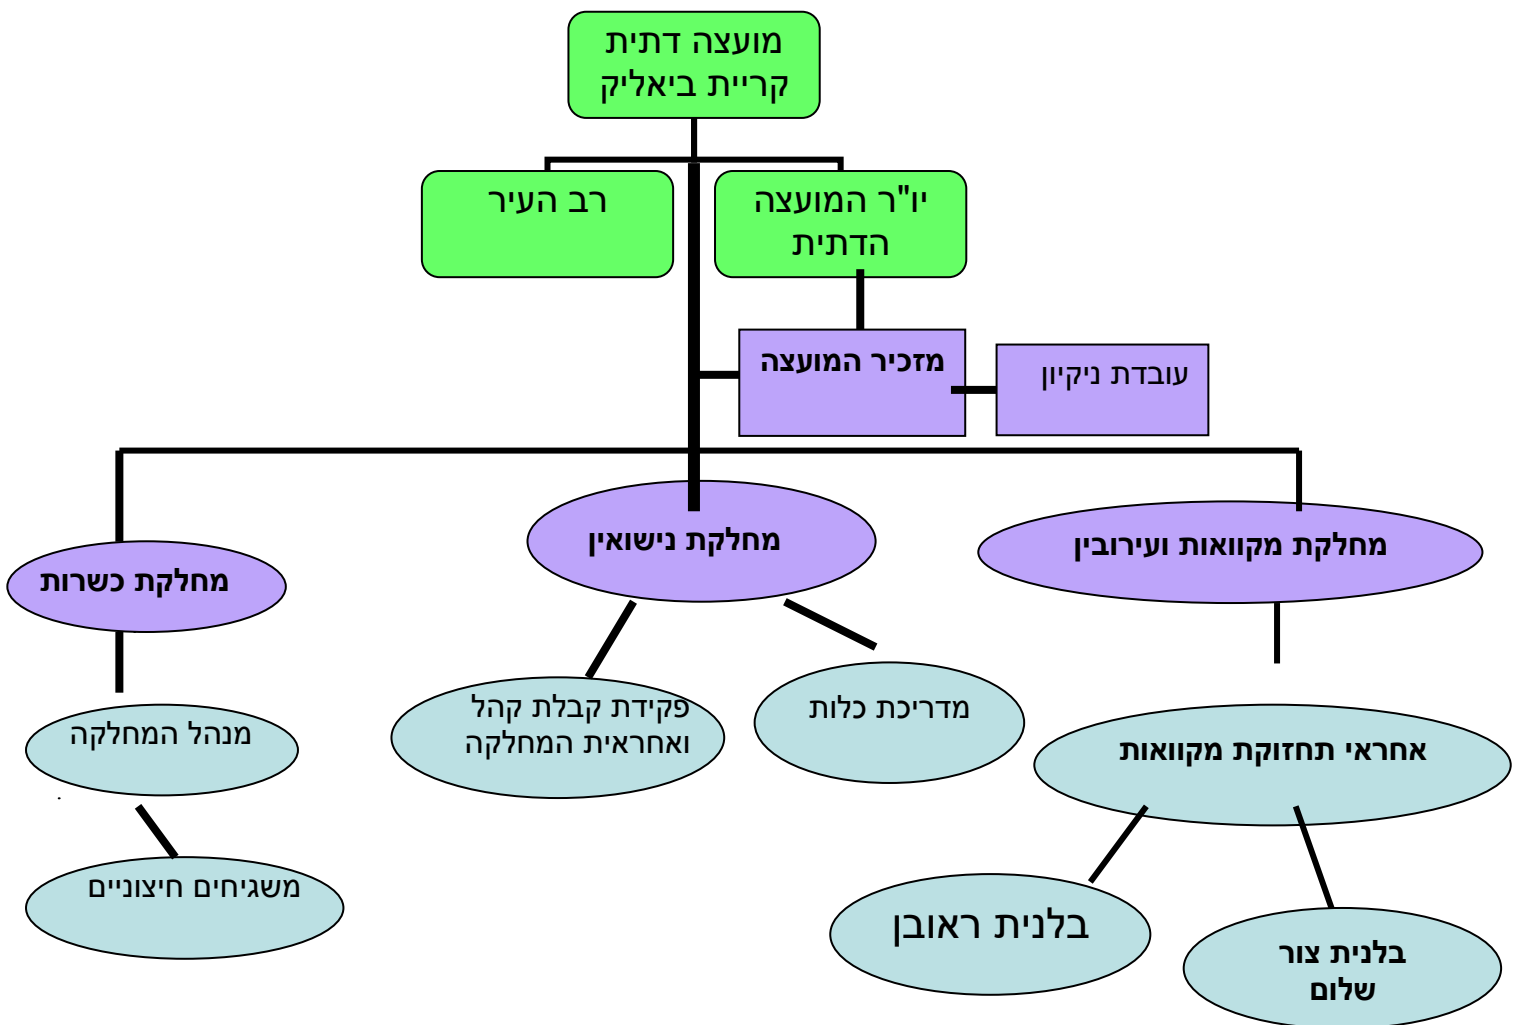 מועצה דתית
קריית ביאליק
יו"ר המועצה
הדתית
רב העיר
מזכיר המועצה
עובדת ניקיון
מחלקת מקוואות ועירובין
מחלקת נישואין
מחלקת כשרות
אחראי תחזוקת מקוואות
מדריכת כלות
פקידת קבלת קהל
ואחראית המחלקה
מנהל המחלקה
משגיחים חיצוניים
בלנית צור
שלום
בלנית ראובן